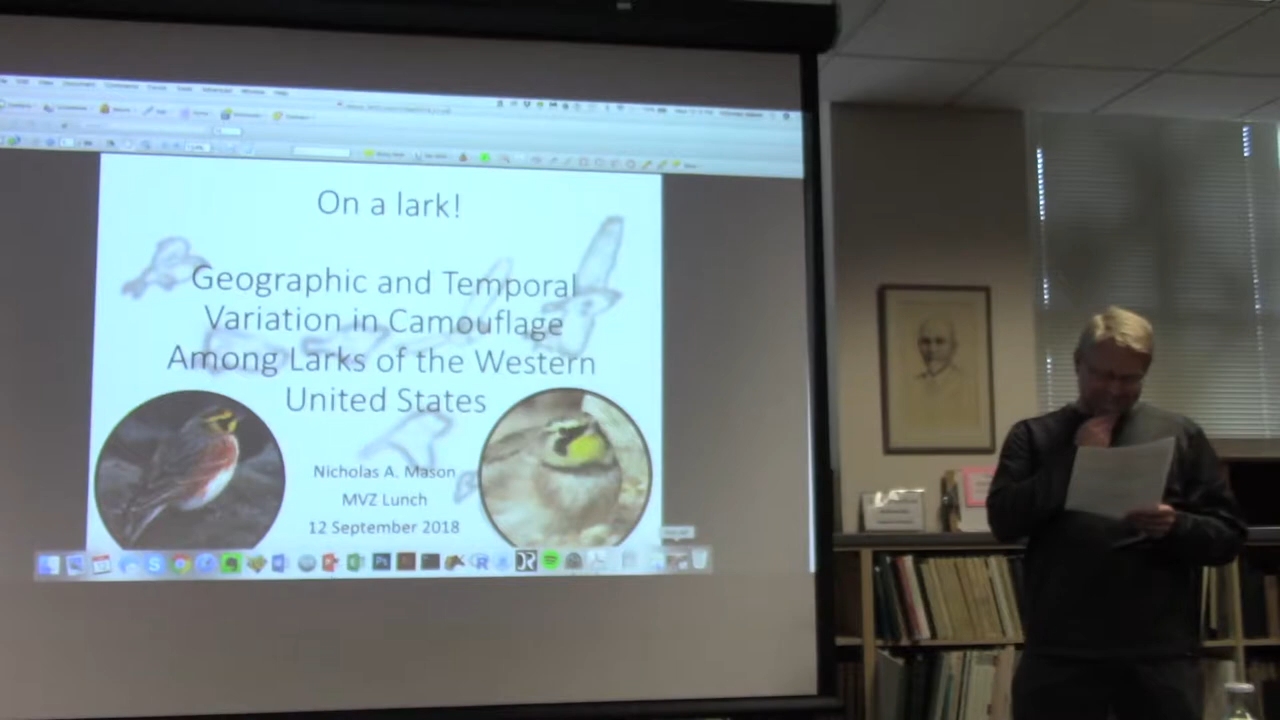 On a lark!
Geographic and Temporal
Variation in Camouflage
Among Larks of the Western
United States
Nicholas A. Mason
MVZ Lunch
12 September 2018